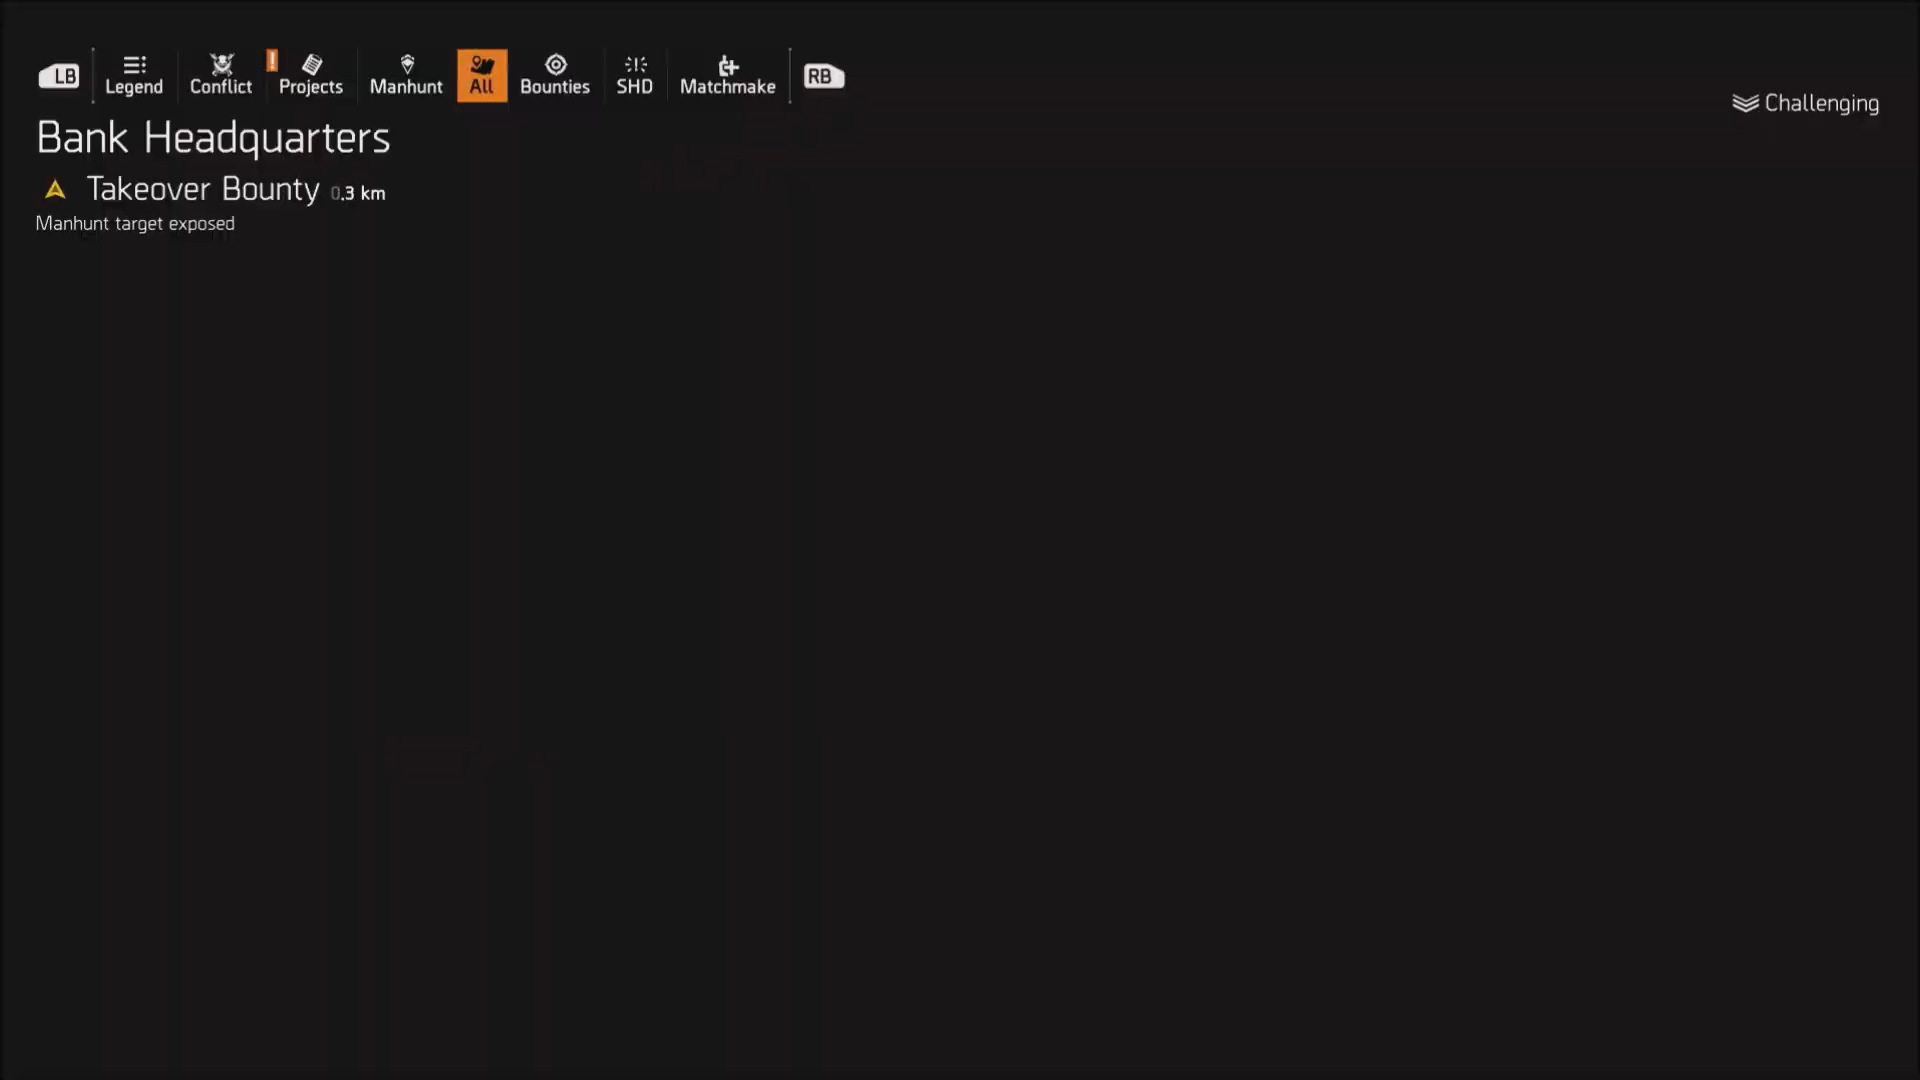 LB Legend Conflict ! Projects Manhunt All Bounties SHD Matchmake RB
Challenging
Bank Headquarters
Takeover Bounty 0.3 km
Manhunt target exposed